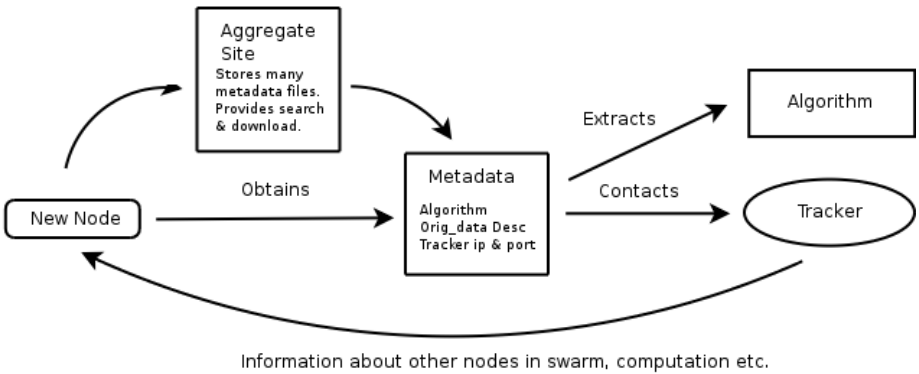 Aggregate
Site
Stores many
metadata files.
Provides search
& download.
Extracts
Algorithm
Obtains
Metadata
Contacts
New Node
Algorithm
Orig_data Desc
Tracker ip & port
Tracker
Information about other nodes in swarm, computation etc.